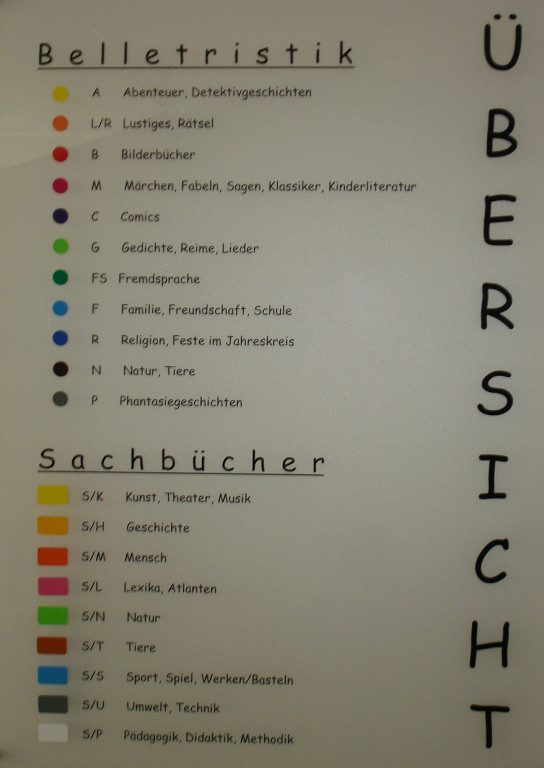 Belletristik
A Abenteuer, Detektivgeschichten
L/R Lustiges, Rätsel
B Bilderbücher
M Märchen, Fabeln, Sagen, Klassiker, Kinderliteratur
C Comics
G Gedichte, Reime, Lieder
FS Fremdsprache
F Familie, Freundschaft, Schule
R Religion, Feste im Jahreskreis
N Natur, Tiere
P Phantasiegeschichten
Sachbücher
S/K Kunst, Theater, Musik
S/H Geschichte
S/M Mensch
S/L Lexika, Atlanten
S/N Natur
S/T Tiere
S/S Sport, Spiel, Werken/Basteln
S/U Umwelt, Technik
S/P Pädagogik, Didaktik, Methodik
ÜBERSICHT